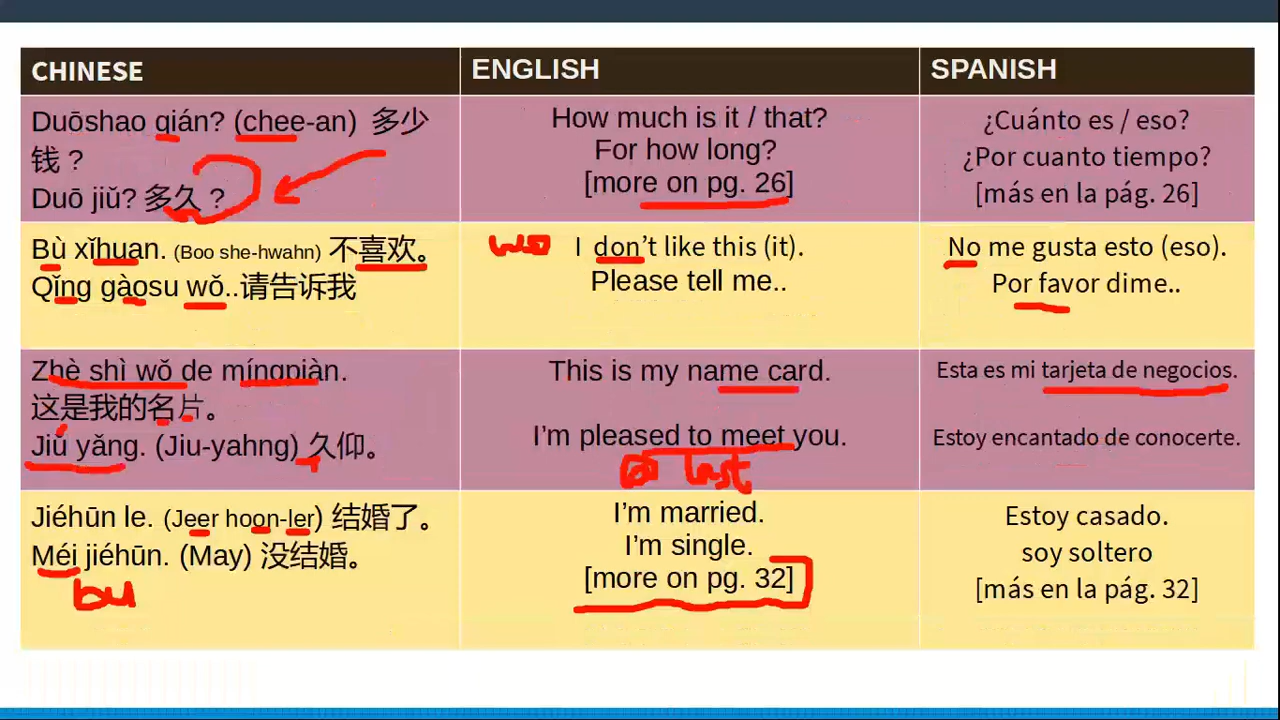 CHINESE
ENGLISH
SPANISH
Duōshao qián? (chee-an) 多少
钱 ?
Duō jiǔ? 多久 ?
How much is it / that?
For how long?
[more on pg. 26]
¿Cuánto es / eso?
¿Por cuanto tiempo?
[más en la pág. 26]
Bù xǐhuan. (Boo she-hwahn) 不喜欢。
Qǐng gàosu wǒ..请告诉我
I don't like this (it).
Please tell me..
No me gusta esto (eso).
Por favor dime..
Zhè shì wǒ de míngpiàn.
这是我的名片。
Jiǔ yǎng. (Jiu-yahng) 久仰。
This is my name card.
I'm pleased to meet you.
last
Esta es mi tarjeta de negocios.
Estoy encantado de conocerte.
Jiéhūn le. (Jeer hoon-ler) 结婚了。
Méi jiéhūn. (May) 没结婚。
bu
I'm married.
I'm single.
[more on pg. 32]
Estoy casado.
soy soltero
[más en la pág. 32]